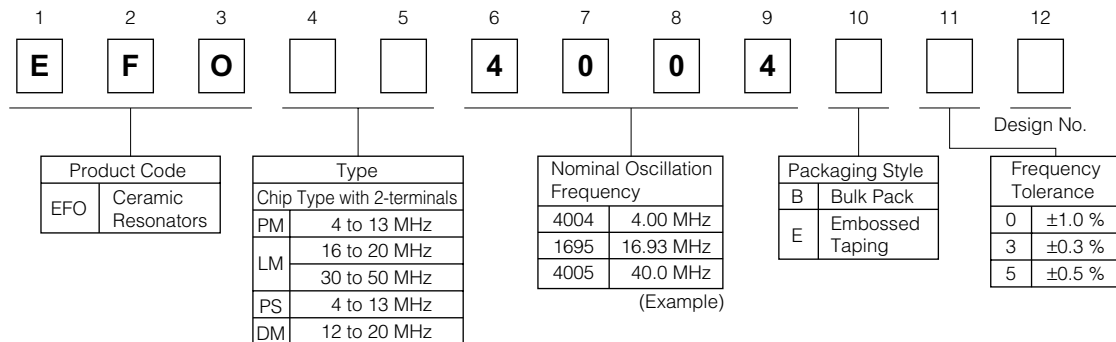 1 2 3 4 5 6 7 8 9 10 11 12
E F O 4 0 0 4
Design No.
Product Code
EFO Ceramic
Resonators
Type
Chip Type with 2-terminals
PM 4 to 13 MHz
LM 16 to 20 MHz
30 to 50 MHz
PS 4 to 13 MHz
DM 12 to 20 MHz
Nominal Oscillation
Frequency
4004 4.00 MHz
1695 16.93 MHz
4005 40.0 MHz
(Example)
Packaging Style
B Bulk Pack
E Embossed
Taping
Frequency
Tolerance
0 ±1.0 %
3 ±0.3 %
5 ±0.5 %